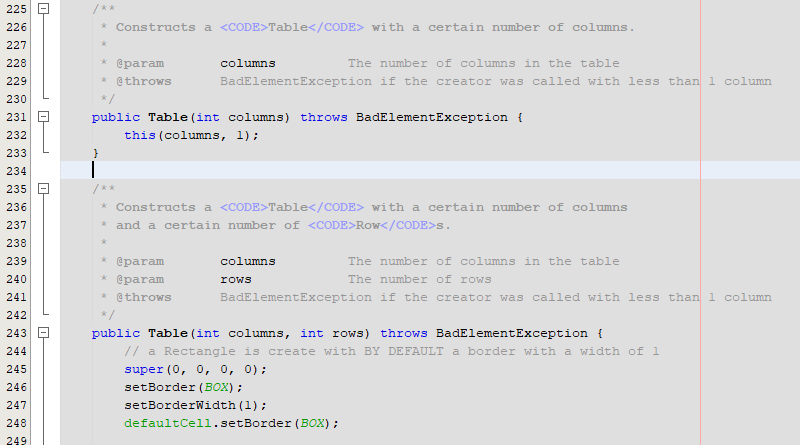 225 /**
226 * Constructs a <CODE>Table</CODE> with a certain number of columns.
227 *
228 * @param columns The number of columns in the table
229 * @throws BadElementException if the creator was called with less than 1 column
230 */
231 public Table(int columns) throws BadElementException {
232 this(columns, 1);
233 }
234
235 /**
236 * Constructs a <CODE>Table</CODE> with a certain number of columns
237 * and a certain number of <CODE>Row</CODE>s.
238 *
239 * @param columns The number of columns in the table
240 * @param rows The number of rows
241 * @throws BadElementException if the creator was called with less than 1 column
242 */
243 public Table(int columns, int rows) throws BadElementException {
244 // a Rectangle is create with BY DEFAULT a border with a width of 1
245 super(0, 0, 0, 0);
246 setBorder(BOX);
247 setBorderWidth(1);
248 defaultCell.setBorder(BOX);
249